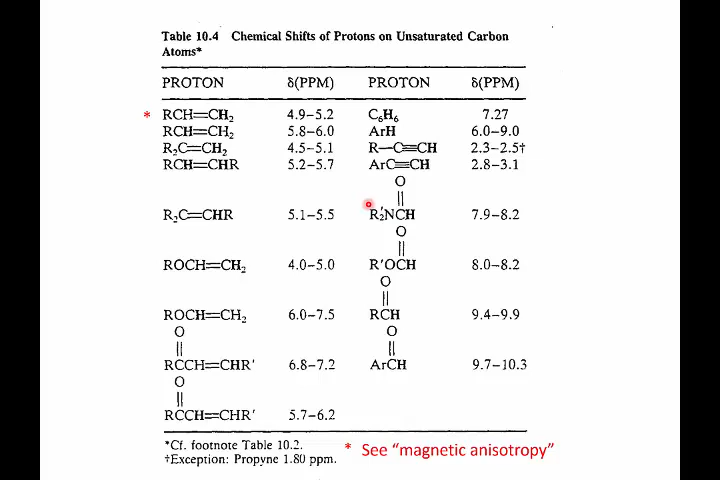 Table 10.4 Chemical Shifts of Protons on Unsaturated Carbon
Atoms*
PROTON δ(PPM) PROTON δ(PPM)
* RCH=CH₂ 4.9–5.2 C₆H₆ 7.27
RCH=CH₂ 5.8–6.0 ArH 6.0–9.0
R₂C=CH₂ 4.5–5.1 R—C≡CH 2.3–2.5†
RCH=CHR 5.2–5.7 ArC≡CH 2.8–3.1
O
||
R₂C=CHR 5.1–5.5 R₂′NCH 7.9–8.2
O
||
ROCH=CH₂ 4.0–5.0 R′OCH 8.0–8.2
O
||
ROCH=CH₂ 6.0–7.5 RCH 9.4–9.9
O O
|| ||
RCCH=CHR′ 6.8–7.2 ArCH 9.7–10.3
O
||
RCCH=CHR′ 5.7–6.2
*Cf. footnote Table 10.2. * See “magnetic anisotropy”
†Exception: Propyne 1.80 ppm.